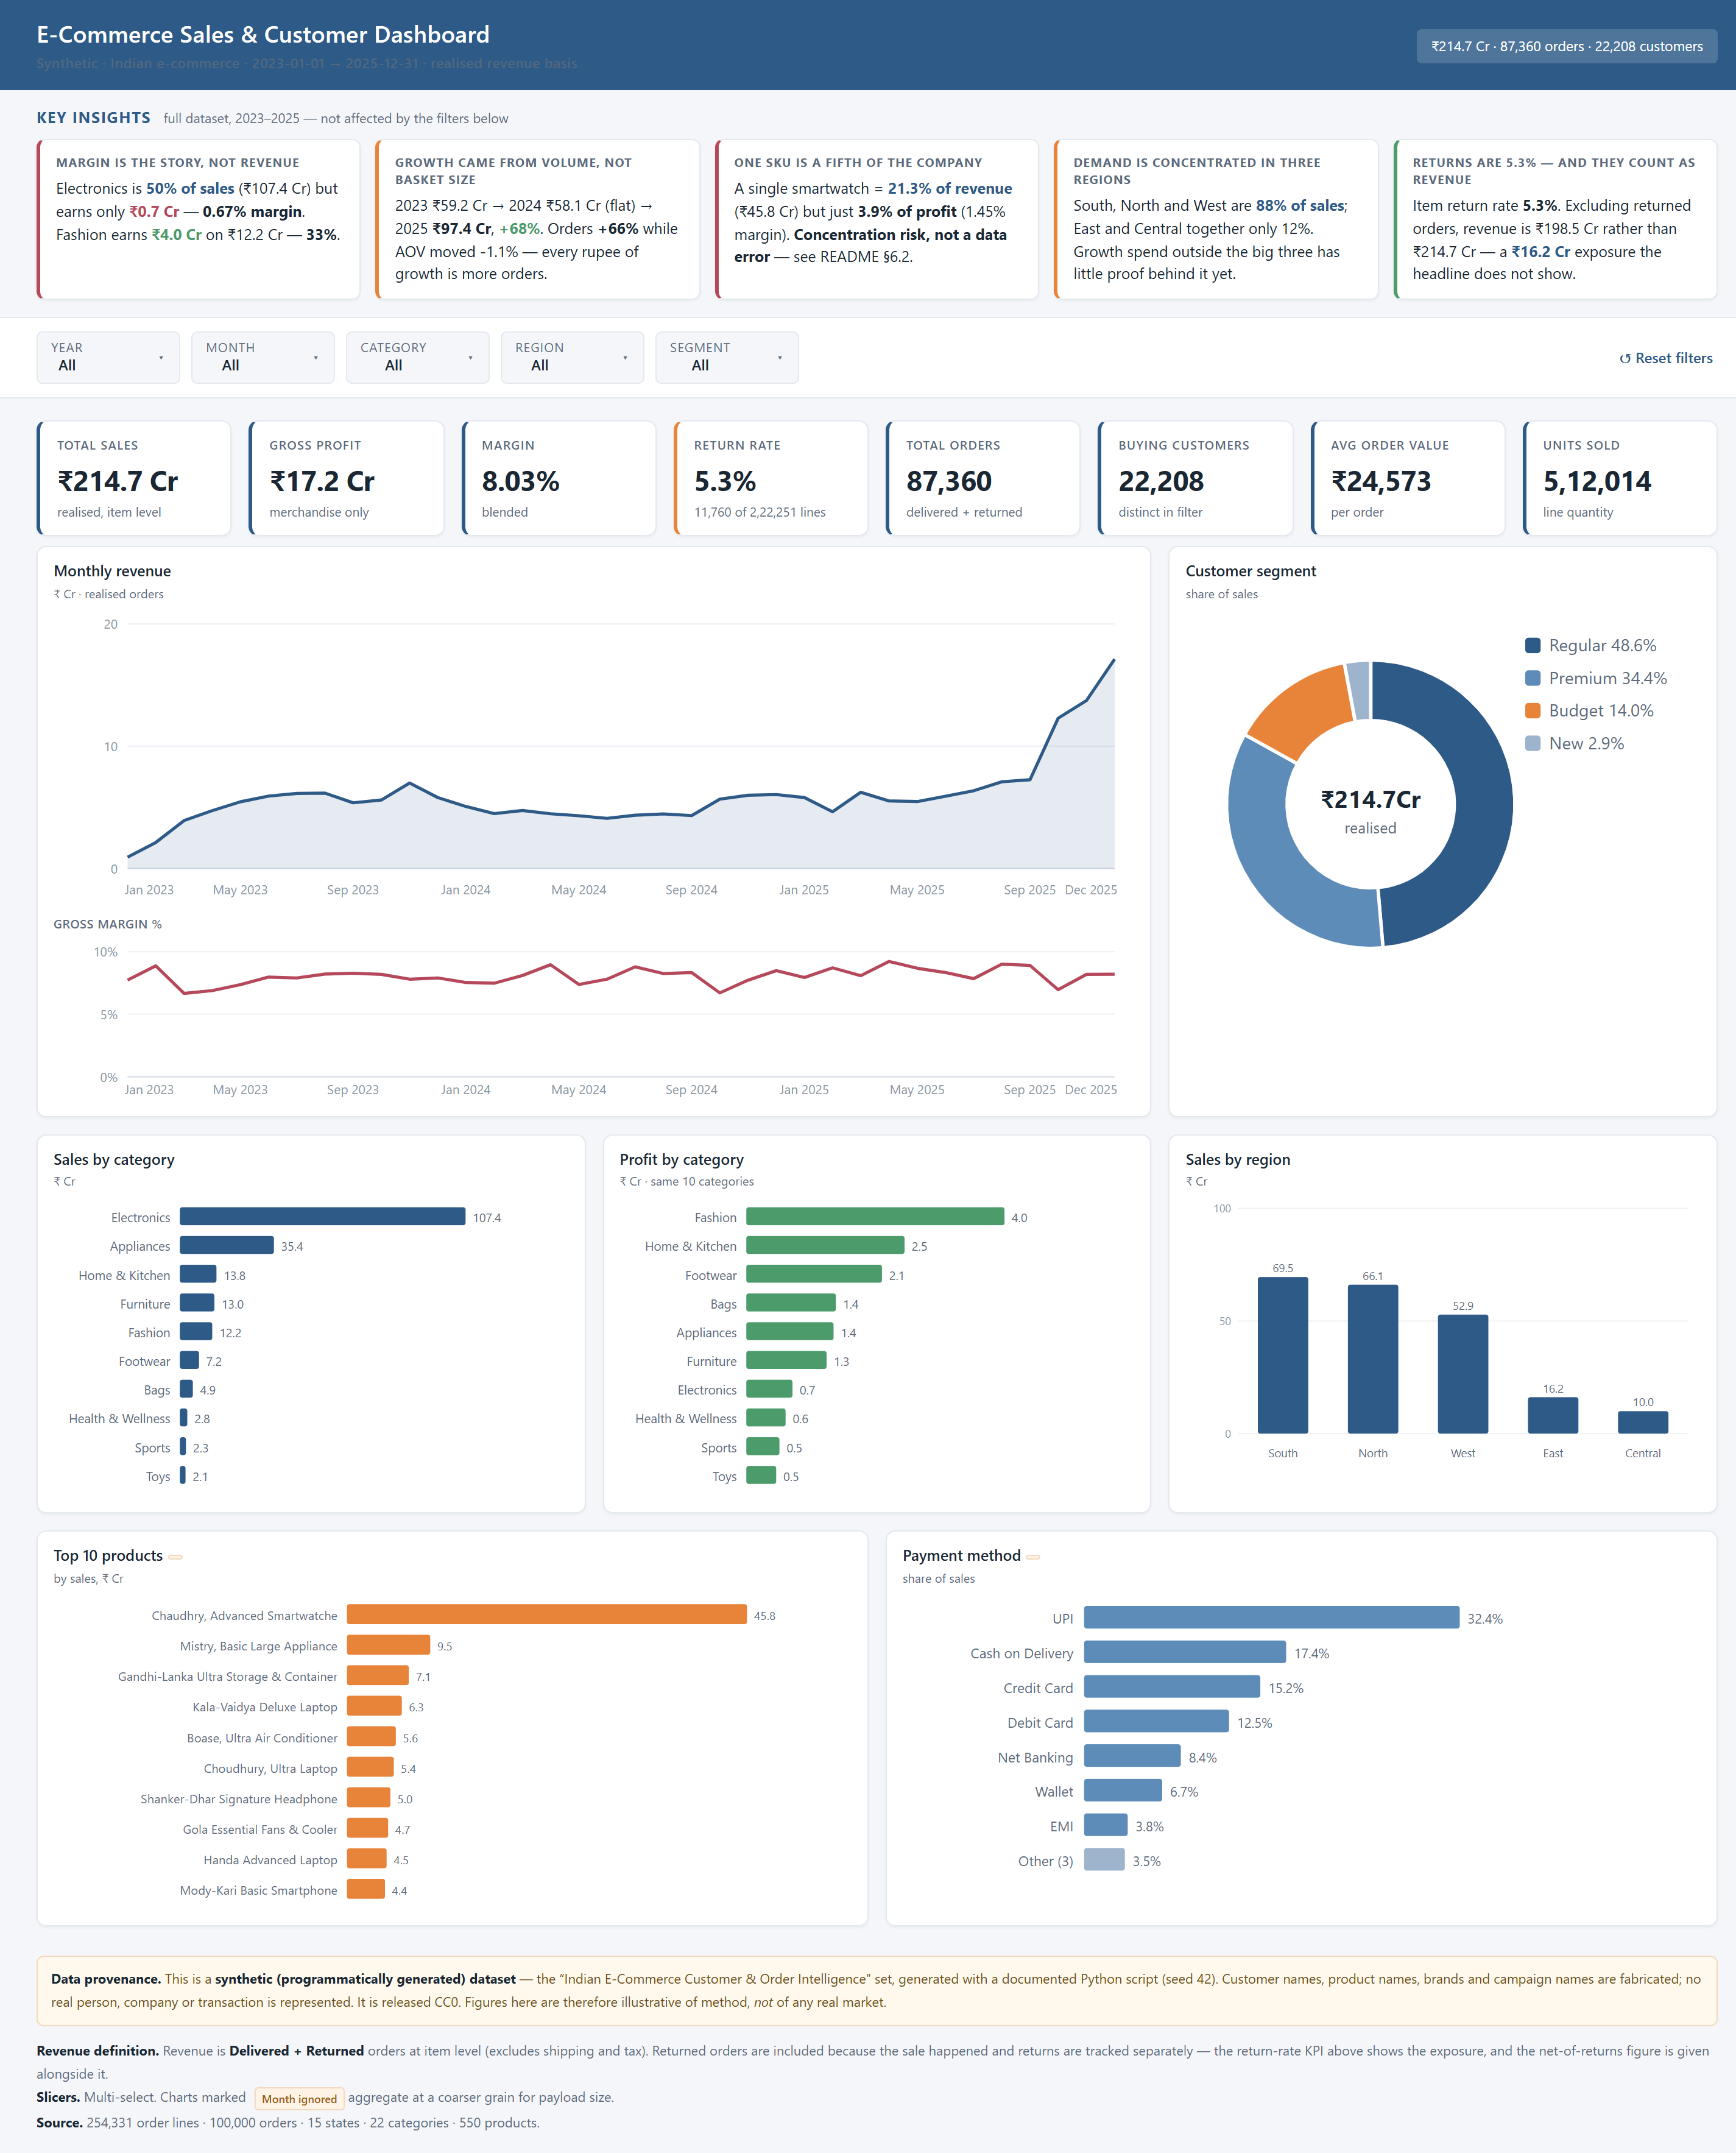 E-Commerce Sales & Customer Dashboard
Synthetic · Indian e-commerce · 2023-01-01 → 2025-12-31 · realised revenue basis
₹214.7 Cr · 87,360 orders · 22,208 customers
KEY INSIGHTS full dataset, 2023–2025 — not affected by the filters below
MARGIN IS THE STORY, NOT REVENUE
Electronics is 50% of sales (₹107.4 Cr) but
earns only ₹0.7 Cr — 0.67% margin.
Fashion earns ₹4.0 Cr on ₹12.2 Cr — 33%.
GROWTH CAME FROM VOLUME, NOT
BASKET SIZE
2023 ₹59.2 Cr → 2024 ₹58.1 Cr (flat) →
2025 ₹97.4 Cr, +68%. Orders +66% while
AOV moved -1.1% — every rupee of
growth is more orders.
ONE SKU IS A FIFTH OF THE COMPANY
A single smartwatch = 21.3% of revenue
(₹45.8 Cr) but just 3.9% of profit (1.45%
margin). Concentration risk, not a data
error — see README §6.2.
DEMAND IS CONCENTRATED IN THREE
REGIONS
South, North and West are 88% of sales;
East and Central together only 12%.
Growth spend outside the big three has
little proof behind it yet.
RETURNS ARE 5.3% — AND THEY COUNT AS
REVENUE
Item return rate 5.3%. Excluding returned
orders, revenue is ₹198.5 Cr rather than
₹214.7 Cr — a ₹16.2 Cr exposure the
headline does not show.
YEAR
All
MONTH
All
CATEGORY
All
REGION
All
SEGMENT
All
↺ Reset filters
TOTAL SALES
₹214.7 Cr
realised, item level
GROSS PROFIT
₹17.2 Cr
merchandise only
MARGIN
8.03%
blended
RETURN RATE
5.3%
11,760 of 2,22,251 lines
TOTAL ORDERS
87,360
delivered + returned
BUYING CUSTOMERS
22,208
distinct in filter
AVG ORDER VALUE
₹24,573
per order
UNITS SOLD
5,12,014
line quantity
Monthly revenue
₹ Cr · realised orders
20
10
0
Jan 2023 May 2023 Sep 2023 Jan 2024 May 2024 Sep 2024 Jan 2025 May 2025 Sep 2025 Dec 2025
GROSS MARGIN %
10%
5%
0%
Jan 2023 May 2023 Sep 2023 Jan 2024 May 2024 Sep 2024 Jan 2025 May 2025 Sep 2025 Dec 2025
Customer segment
share of sales
Regular 48.6%
Premium 34.4%
Budget 14.0%
New 2.9%
₹214.7Cr
realised
Sales by category
₹ Cr
Electronics 107.4
Appliances 35.4
Home & Kitchen 13.8
Furniture 13.0
Fashion 12.2
Footwear 7.2
Bags 4.9
Health & Wellness 2.8
Sports 2.3
Toys 2.1
Profit by category
₹ Cr · same 10 categories
Fashion 4.0
Home & Kitchen 2.5
Footwear 2.1
Bags 1.4
Appliances 1.4
Furniture 1.3
Electronics 0.7
Health & Wellness 0.6
Sports 0.5
Toys 0.5
Sales by region
₹ Cr
100
50
0
69.5 66.1 52.9 16.2 10.0
South North West East Central
Top 10 products
by sales, ₹ Cr
Chaudhry, Advanced Smartwatche 45.8
Mistry, Basic Large Appliance 9.5
Gandhi-Lanka Ultra Storage & Container 7.1
Kala-Vaidya Deluxe Laptop 6.3
Boase, Ultra Air Conditioner 5.6
Choudhury, Ultra Laptop 5.4
Shanker-Dhar Signature Headphone 5.0
Gola Essential Fans & Cooler 4.7
Handa Advanced Laptop 4.5
Mody-Kari Basic Smartphone 4.4
Payment method
share of sales
UPI 32.4%
Cash on Delivery 17.4%
Credit Card 15.2%
Debit Card 12.5%
Net Banking 8.4%
Wallet 6.7%
EMI 3.8%
Other (3) 3.5%
Data provenance. This is a synthetic (programmatically generated) dataset — the “Indian E-Commerce Customer & Order Intelligence” set, generated with a documented Python script (seed 42). Customer names, product names, brands and campaign names are fabricated; no
real person, company or transaction is represented. It is released CC0. Figures here are therefore illustrative of method, not of any real market.
Revenue definition. Revenue is Delivered + Returned orders at item level (excludes shipping and tax). Returned orders are included because the sale happened and returns are tracked separately — the return-rate KPI above shows the exposure, and the net-of-returns figure is given
alongside it.
Slicers. Multi-select. Charts marked Month ignored aggregate at a coarser grain for payload size.
Source. 254,331 order lines · 100,000 orders · 15 states · 22 categories · 550 products.